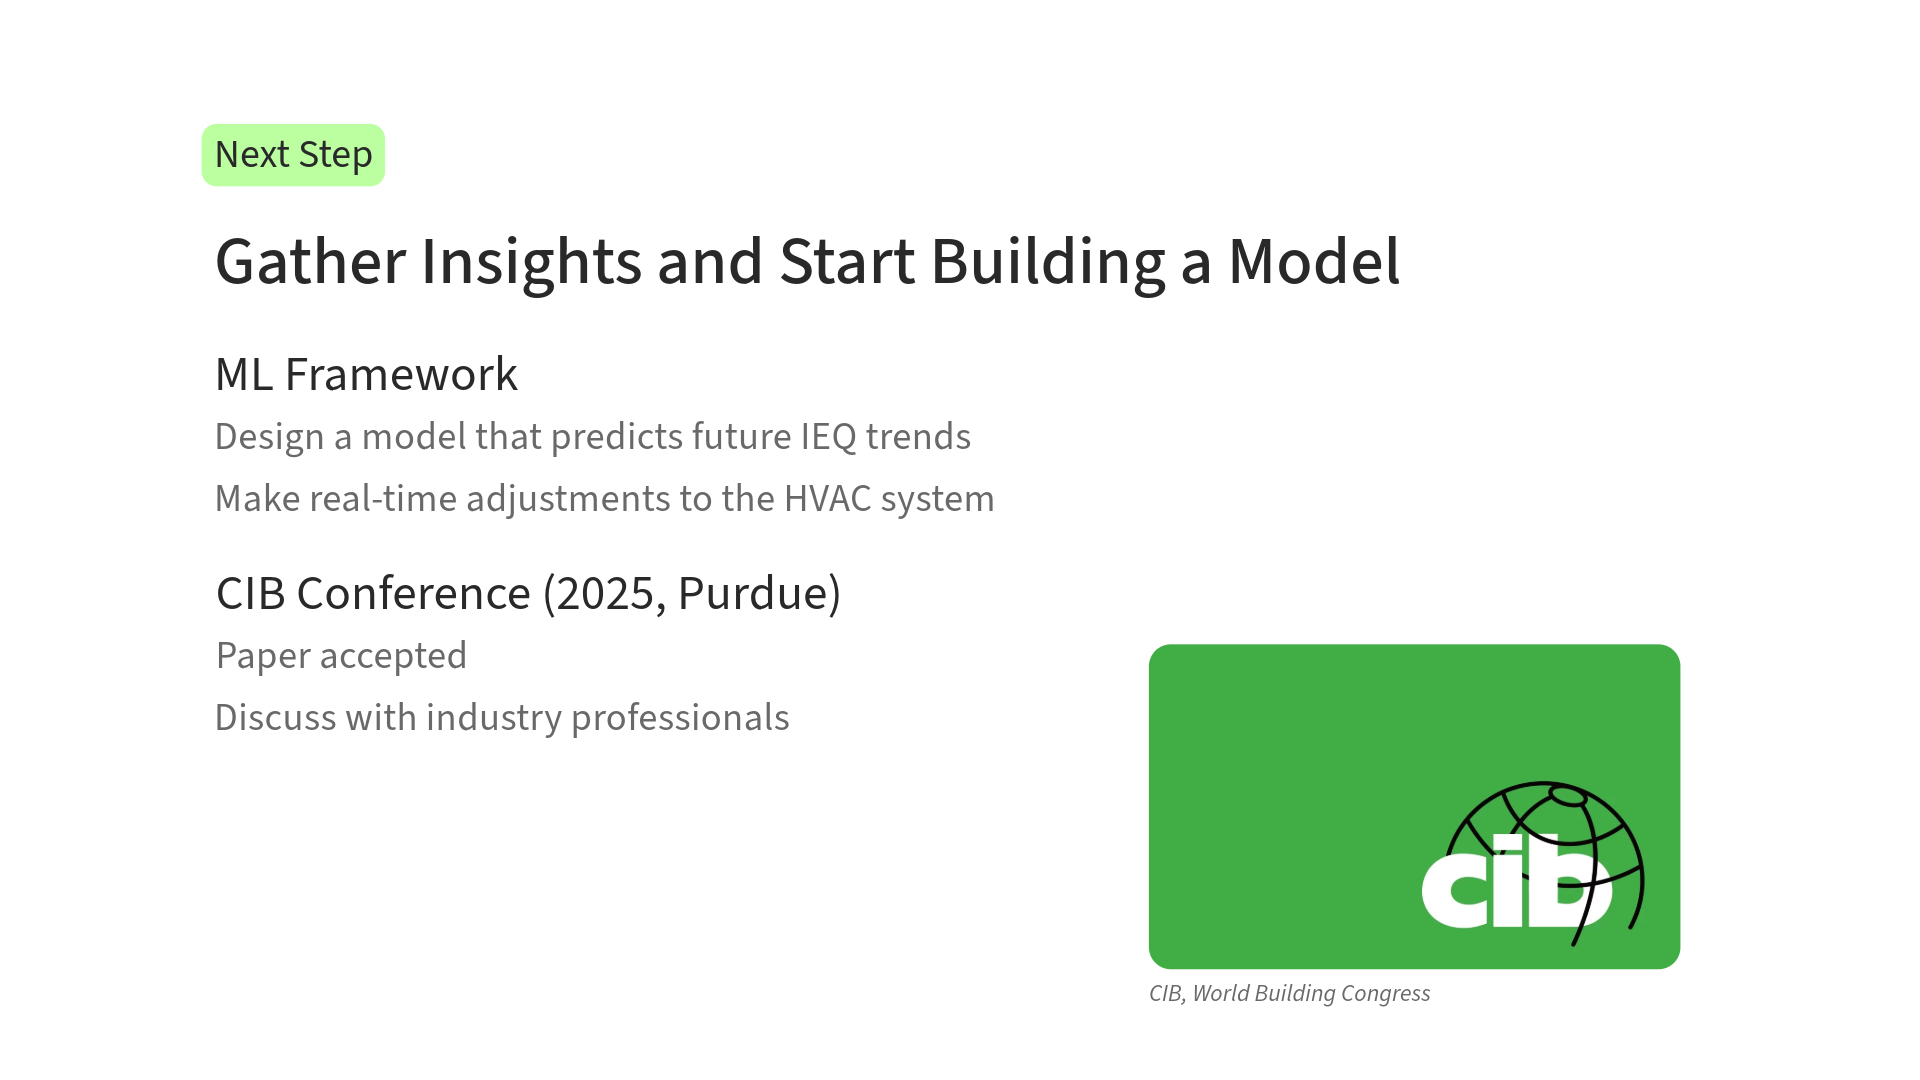 Next Step
Gather Insights and Start Building a Model
ML Framework
Design a model that predicts future IEQ trends
Make real-time adjustments to the HVAC system
CIB Conference (2025, Purdue)
Paper accepted
Discuss with industry professionals
cib
CIB, World Building Congress